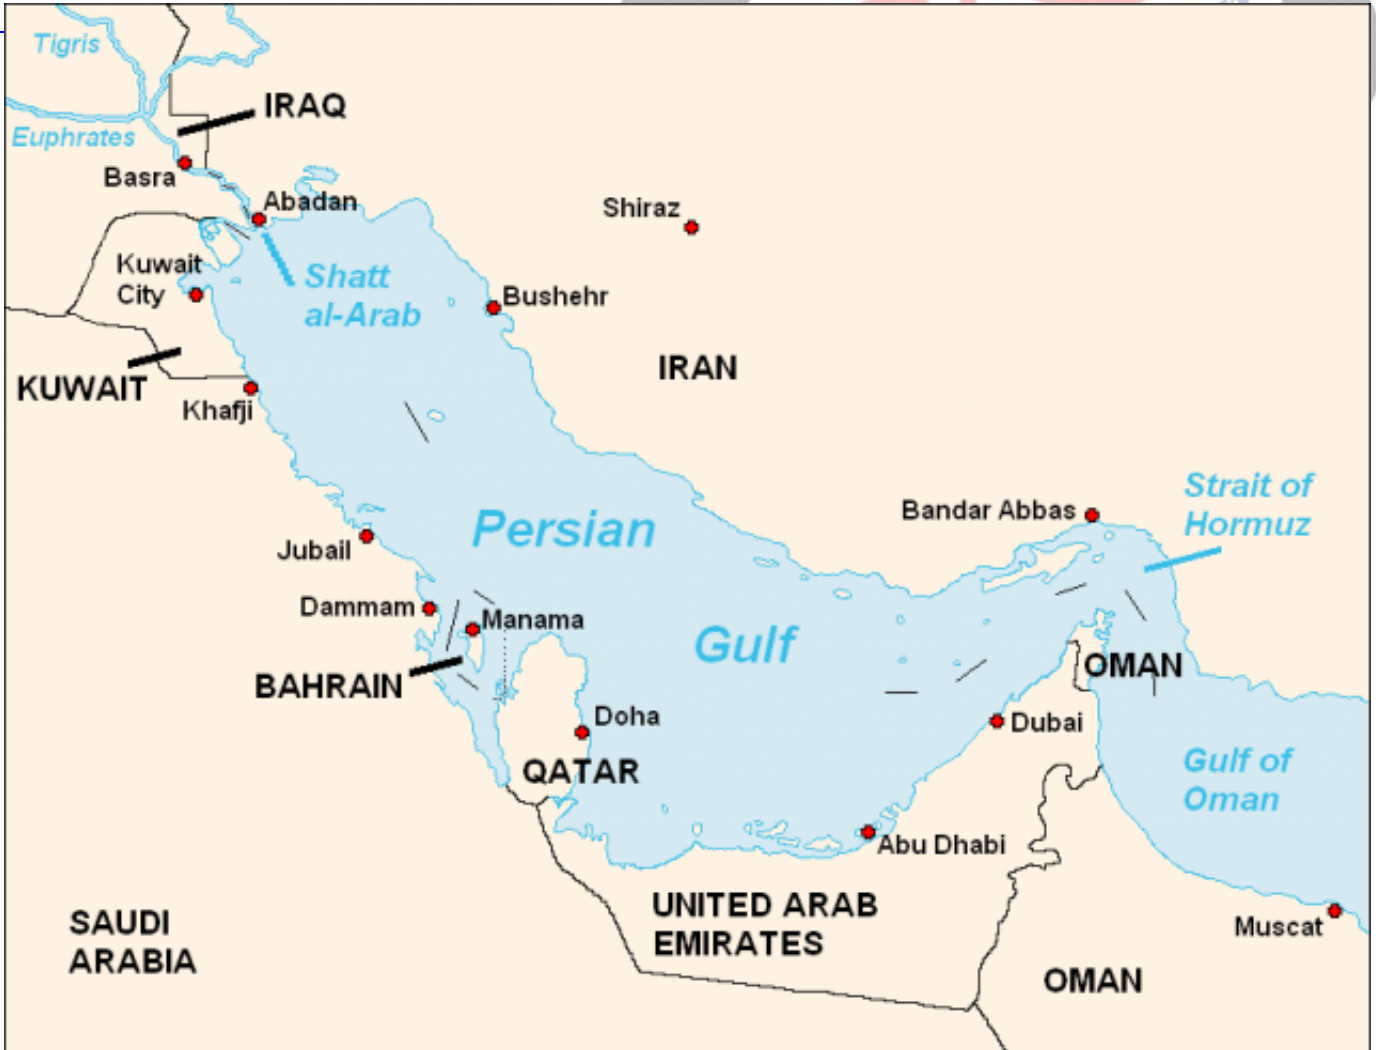 Tigris
IRAQ
Euphrates
Basra
Abadan
Shiraz
Kuwait
City
Shatt
al-Arab
Bushehr
IRAN
KUWAIT
Khafji
Strait of
Hormuz
Bandar Abbas
Persian
Jubail
Dammam
Manama
Gulf
OMAN
BAHRAIN
Doha
Dubai
QATAR
Gulf of
Oman
Abu Dhabi
UNITED ARAB
EMIRATES
SAUDI
ARABIA
Muscat
OMAN